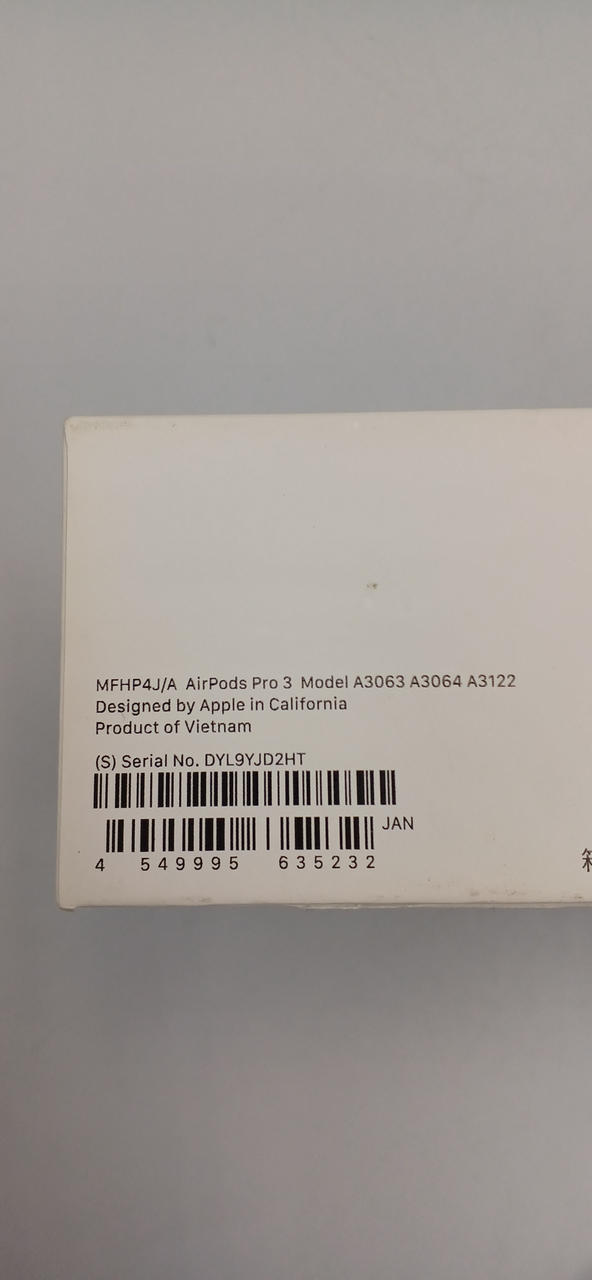 MFHP4J/A AirPods Pro 3 Model A3063 A3064 A3122
Designed by Apple in California
Product of Vietnam
(S) Serial No. DYL9YJD2HT
JAN
4 549995 635232